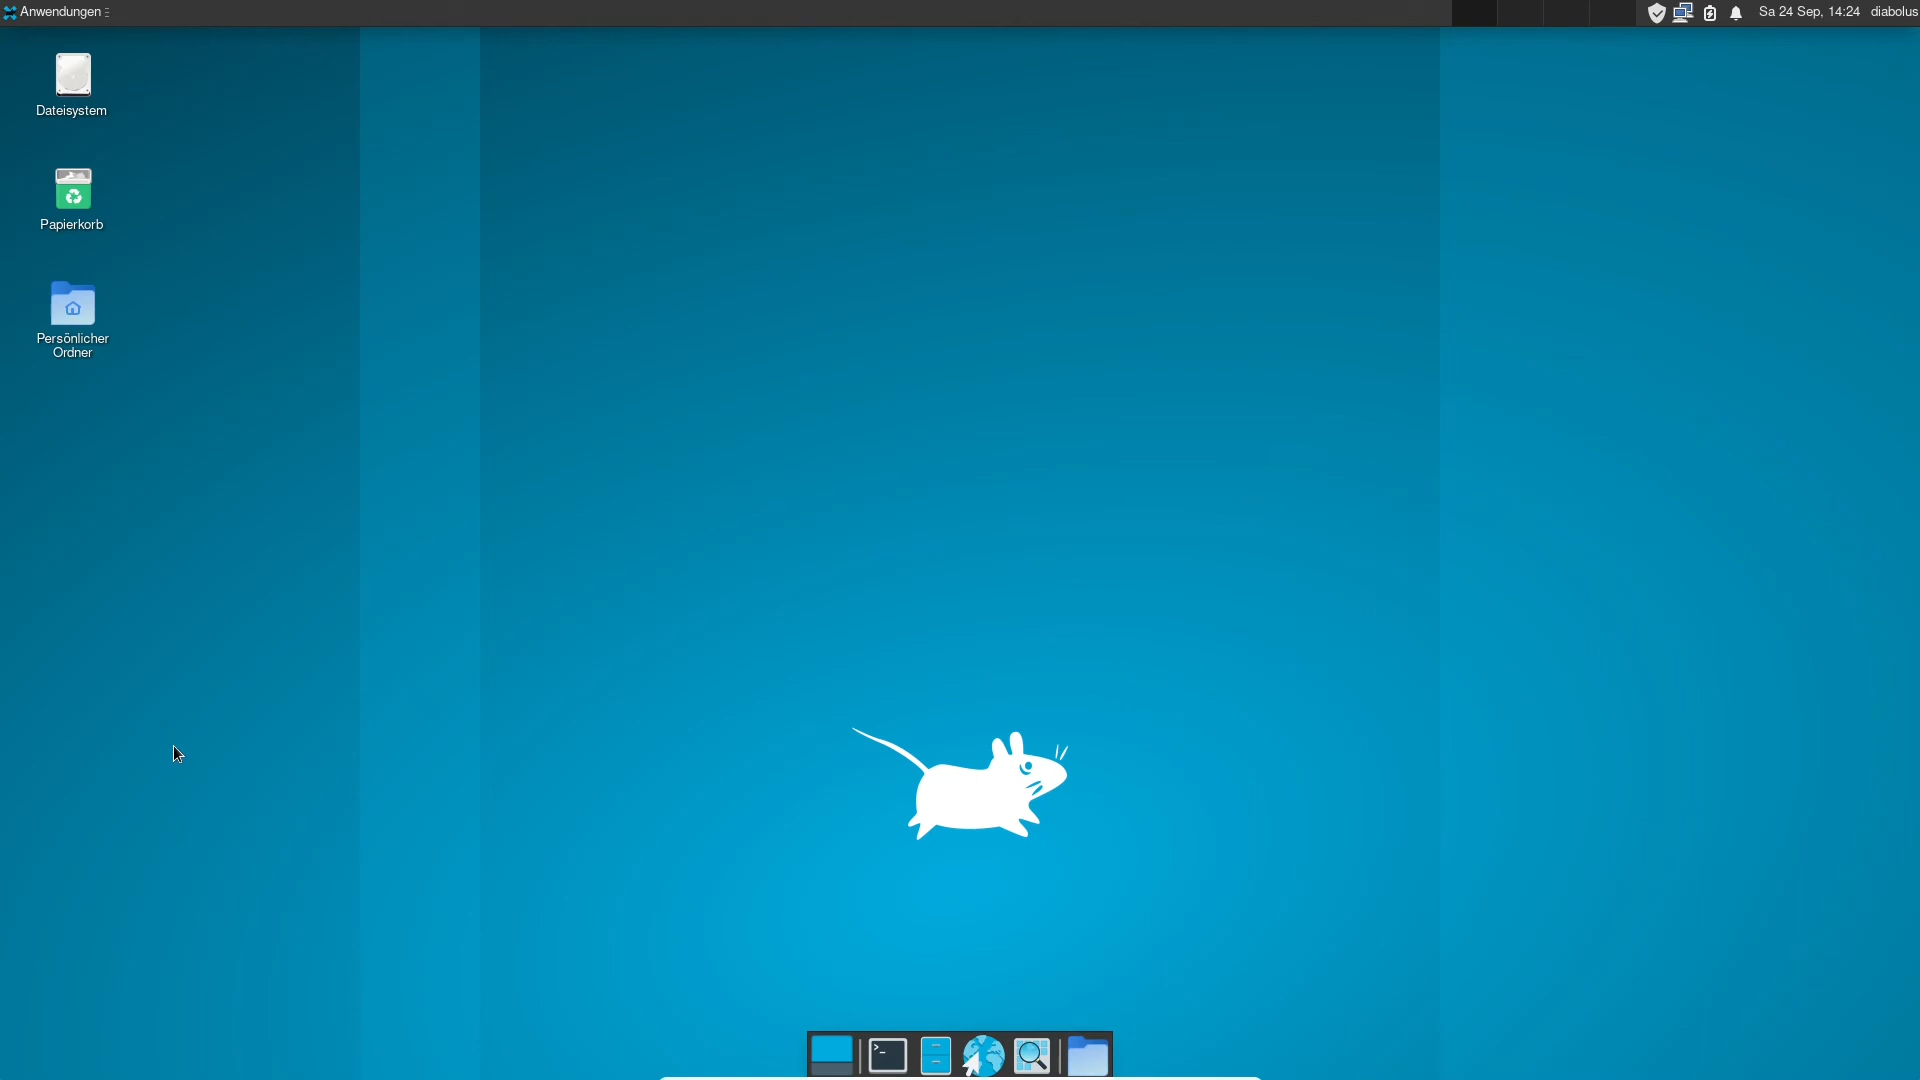 Anwendungen
Sa 24 Sep, 14:24
diabolus
Dateisystem
Papierkorb
Persönlicher
Ordner